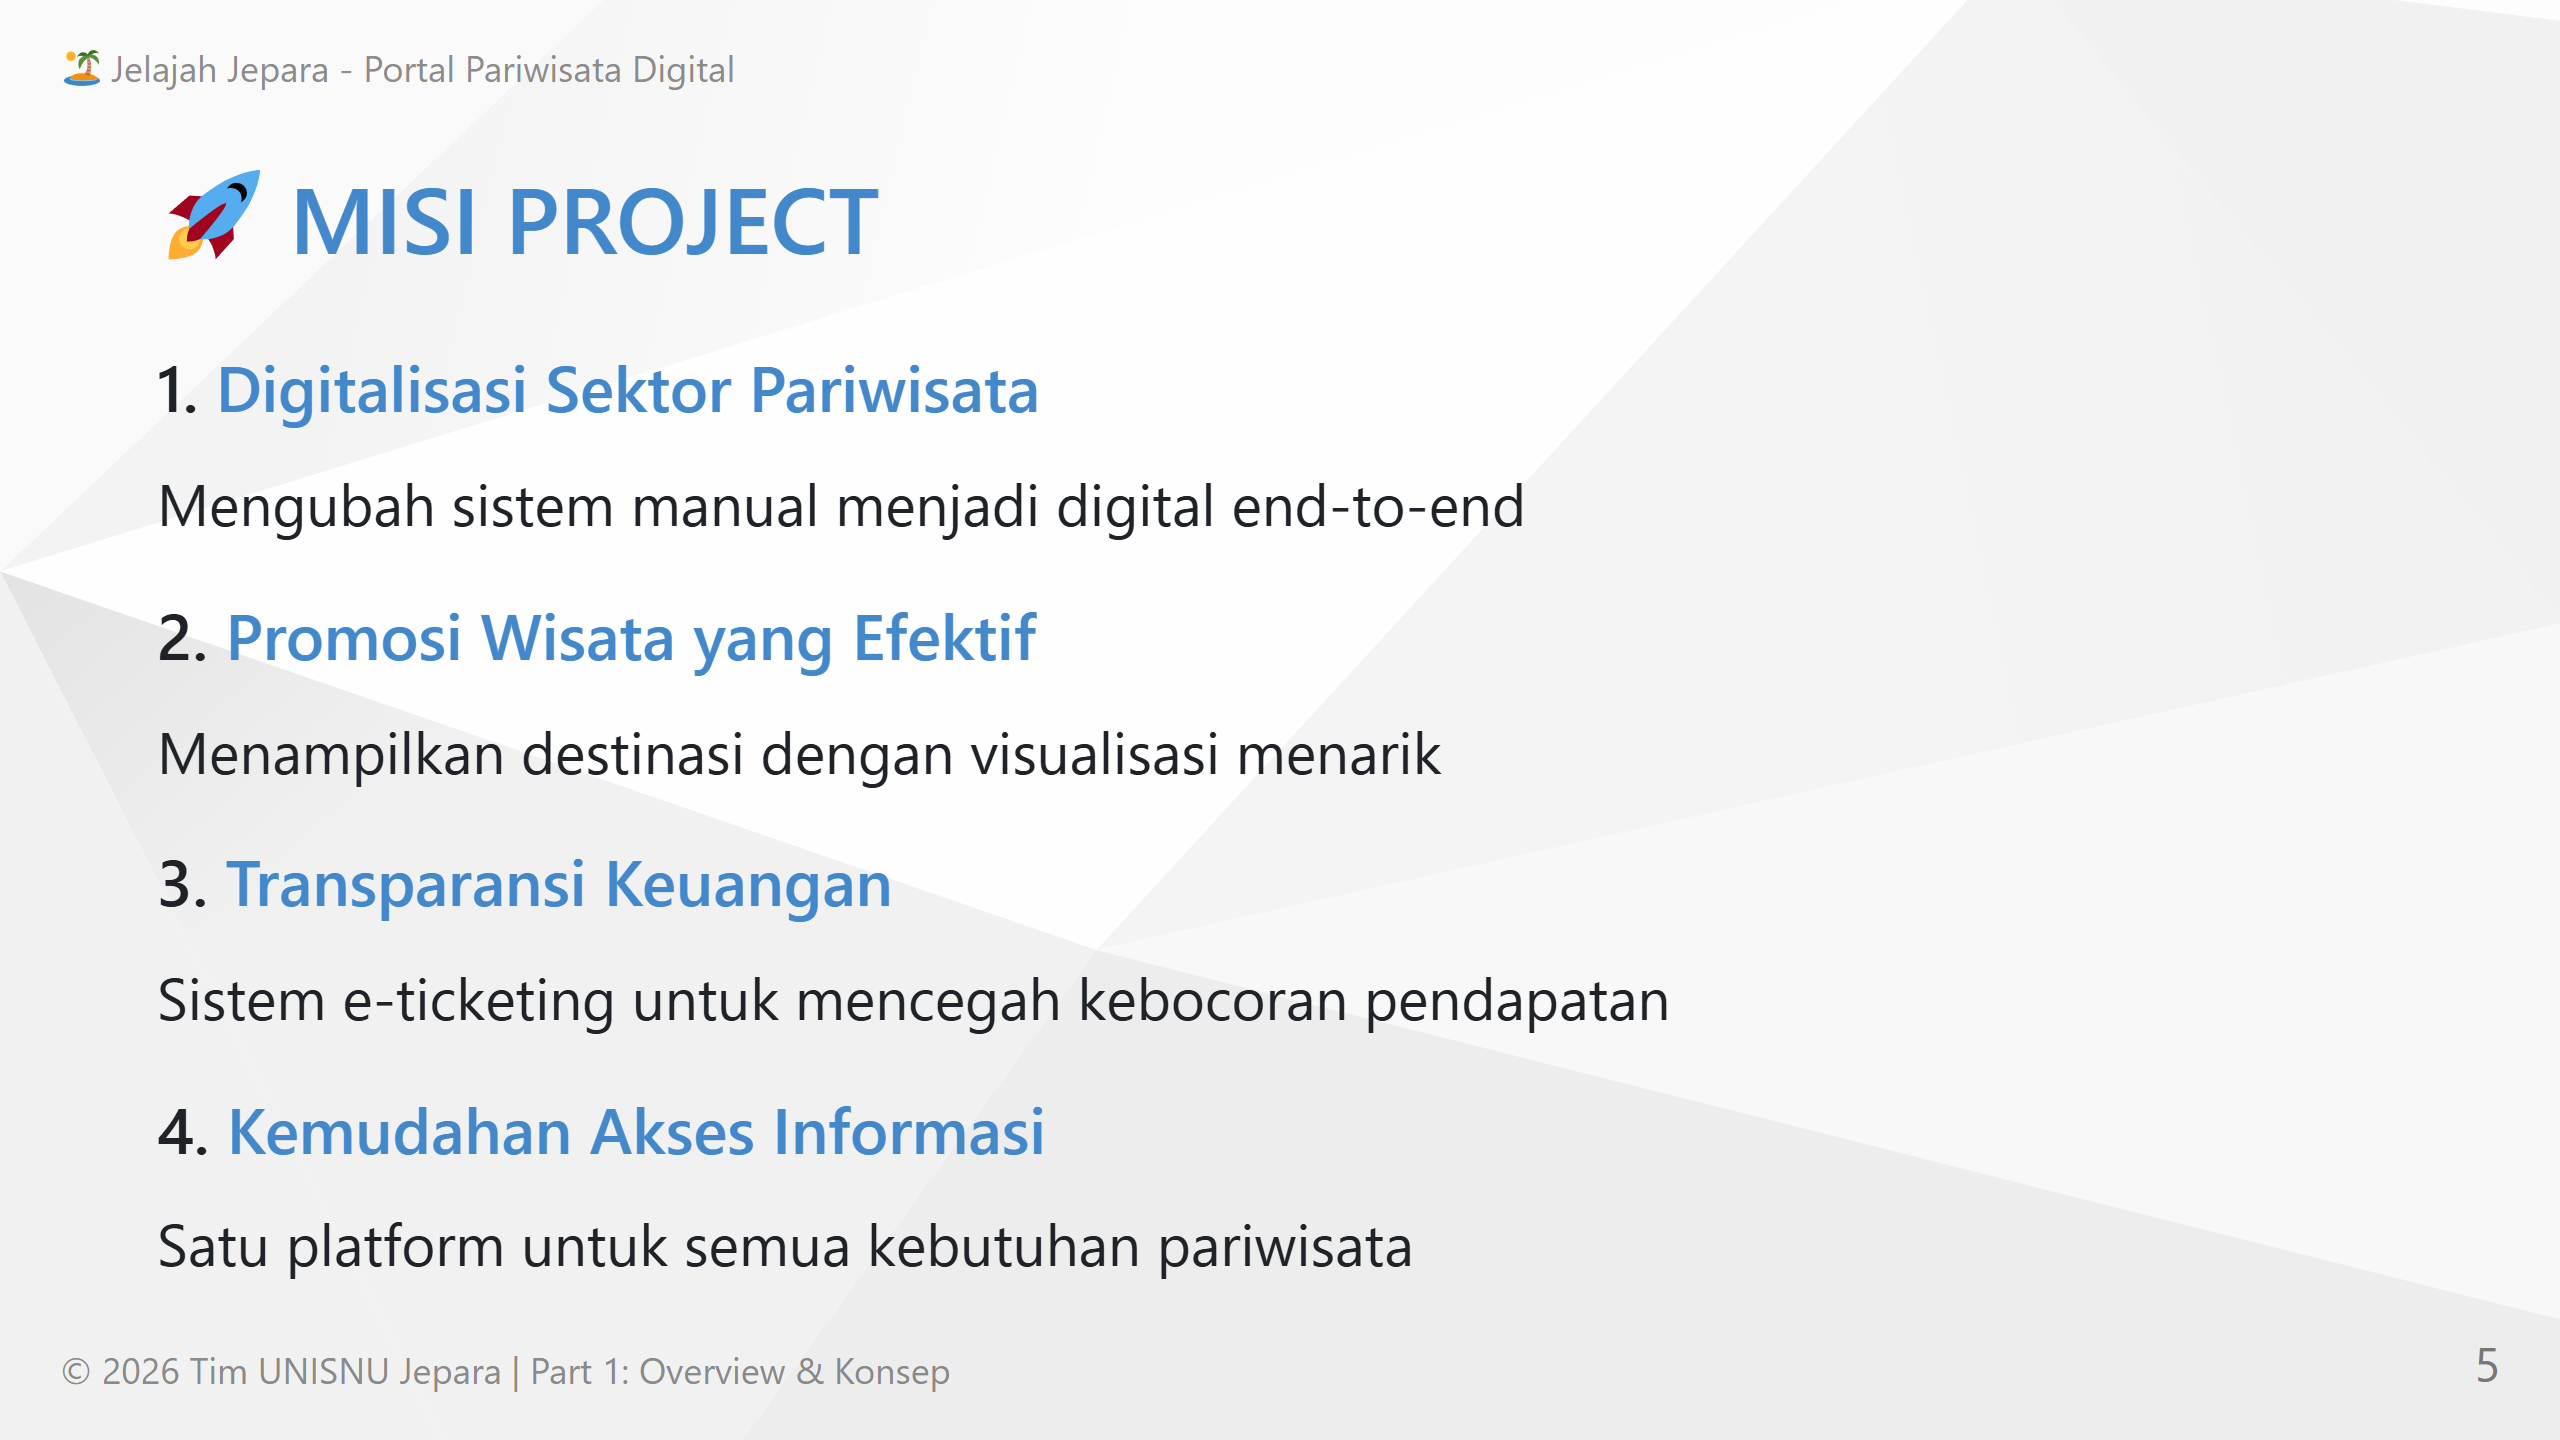 Jelajah Jepara - Portal Pariwisata Digital
MISI PROJECT
1. Digitalisasi Sektor Pariwisata
Mengubah sistem manual menjadi digital end-to-end
2. Promosi Wisata yang Efektif
Menampilkan destinasi dengan visualisasi menarik
3. Transparansi Keuangan
Sistem e-ticketing untuk mencegah kebocoran pendapatan
4. Kemudahan Akses Informasi
Satu platform untuk semua kebutuhan pariwisata
© 2026 Tim UNISNU Jepara | Part 1: Overview & Konsep
5